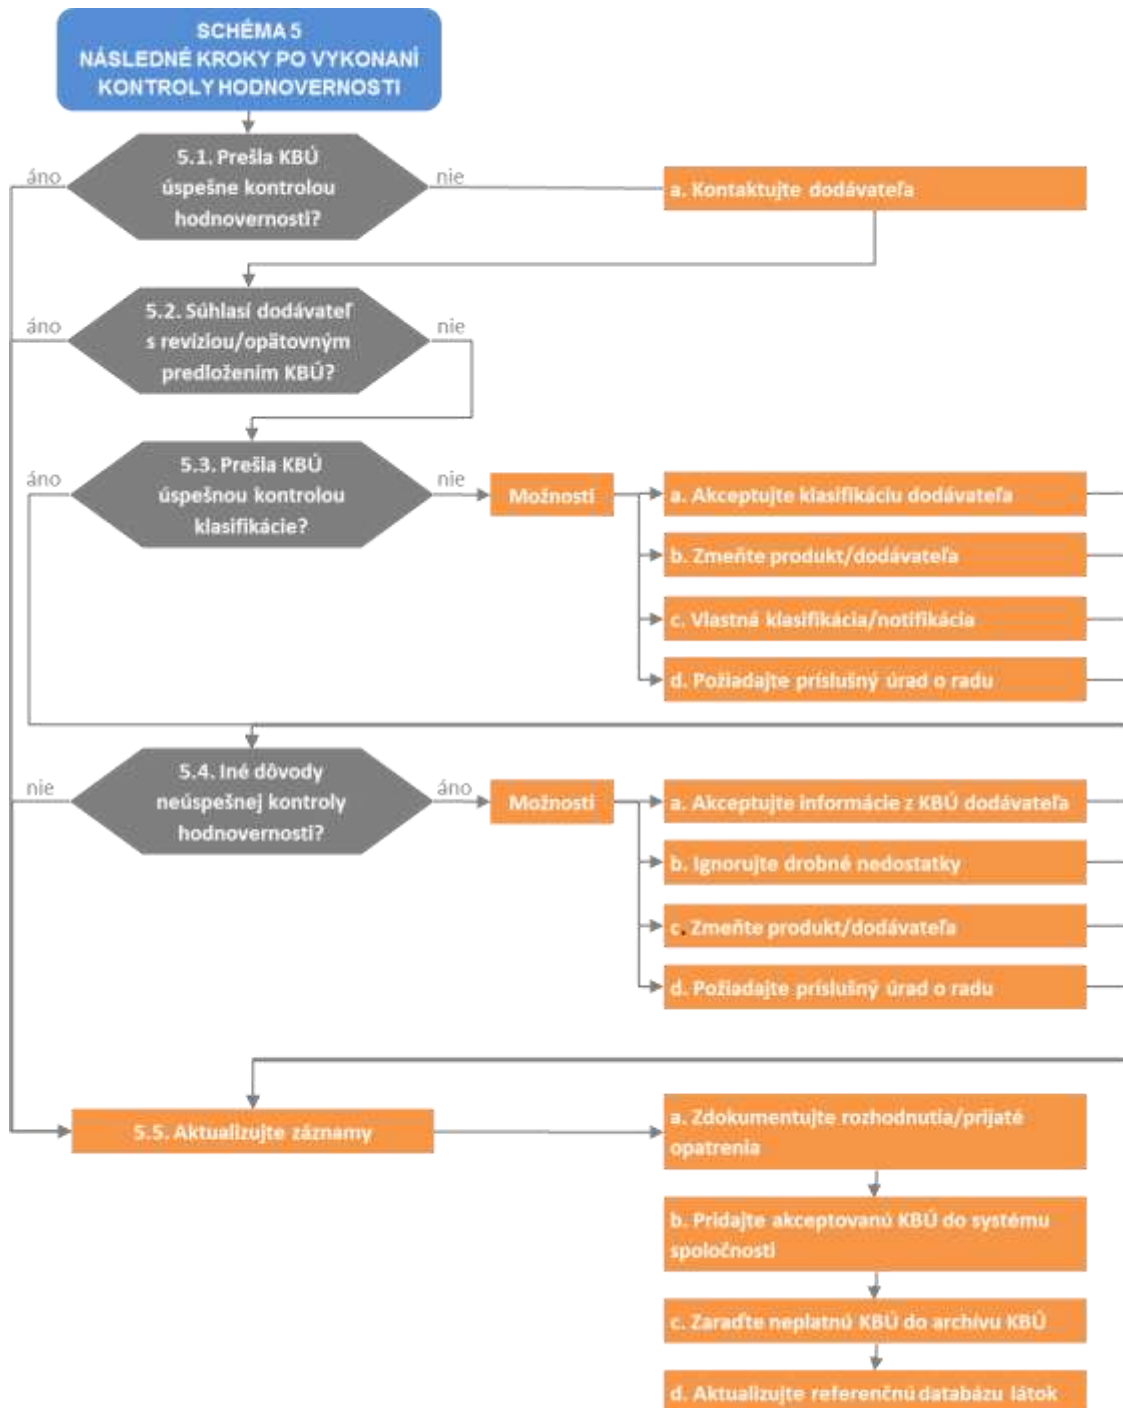 SCHÉMA 5
NÁSLEDNÉ KROKY PO VYKONANÍ
KONTROLY HODNOVERNOSTI
5.1. Prešla KBÚ
úspešne kontrolou
hodnovernosti?
áno
nie
a. Kontaktujte dodávateľa
5.2. Súhlasí dodávateľ
s revíziou/opätovným
predložením KBÚ?
áno
nie
5.3. Prešla KBÚ
úspešnou kontrolou
klasifikácie?
áno
nie
Možnosti
a. Akceptujte klasifikáciu dodávateľa
b. Zmeňte produkt/dodávateľa
c. Vlastná klasifikácia/notifikácia
d. Požiadajte príslušný úrad o radu
5.4. Iné dôvody
neúspešnej kontroly
hodnovernosti?
nie
áno
Možnosti
a. Akceptujte informácie z KBÚ dodávateľa
b. Ignorujte drobné nedostatky
c. Zmeňte produkt/dodávateľa
d. Požiadajte príslušný úrad o radu
5.5. Aktualizujte záznamy
a. Zdokumentujte rozhodnutia/prijaté
opatrenia
b. Pridajte akceptovanú KBÚ do systému
spoločnosti
c. Zaraďte neplatnú KBÚ do archívu KBÚ
d. Aktualizujte referenčnú databázu látok